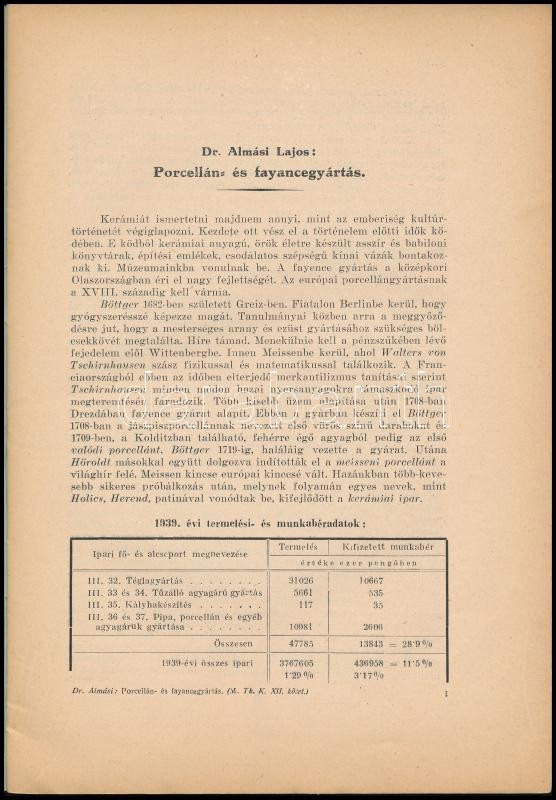 Dr. Almási Lajos:
Porcellán- és fayancegyártás.
Kerámiát ismertetni majdnem annyi, mint az emberiség kultúr-
történetét végiglapozni. Kezdete ott vész el a történelem előtti idők kö-
dében. E ködből kerámiai anyagú, örök életre készült asszír és babiloni
könyvtárak, építési emlékek, csodálatos szépségű kínai vázák bontakoz-
nak ki. Múzeumainkba vonulnak be. A fayence gyártás a középkori
Olaszországban éri el nagy fejlettségét. Az európai porcellángyártásnak
a XVIII. századig kell várnia.
Böttger 1682-ben született Greiz-ben. Fiatalon Berlinbe kerül, hogy
gyógyszerésszé képezze magát. Tanulmányai közben arra a meggyőző-
désre jut, hogy a mesterséges arany és ezüst gyártásához szükséges böl-
csekkövét megtalálta. Híre támad. Menekülnie kell a pénzszűkében lévő
fejedelem elől Wittenbergbe. Innen Meissenbe kerül, ahol Walters von
Tschirnhausen szász fizikussal és matematikussal találkozik. A Fran-
ciaországból ebben az időben elterjedő merkantilizmus tanításai szerint
Tschirnhausen minden módon hazai nyersanyagokra támaszkodó ipar
megteremtésén fáradozik. Több kisebb üzem alapítása után 1708-ban
Drezdában fayence gyárat alapít. Ebben a gyárban készíti el Böttger
1708-ban a jáspiszporcellánnak nevezett első vörös színű darabokat és
1709-ben, a Kolditzban található, fehérre égő agyagból pedig az első
valódi porcellánt. Böttger 1719-ig, haláláig vezette a gyárat. Utána
Höroldt másokkal együtt dolgozva indították el a meisseni porcellánt a
világhír felé. Meissen kincse európai kinccsé vált. Hazánkban több-keve-
sebb sikeres próbálkozás után, melynek folyamán egyes nevek, mint
Holics, Herend, patinával vonódtak be, kifejlődött a kerámiai ipar.
1939. évi termelési- és munkabéradatok:
Ipari fő- és alcsoport megnevezése Termelés Kifizetett munkabér
értéke ezer pengőben
III. 32. Téglagyártás . . . . . . . . 31026 10667
III. 33 és 34. Tűzálló agyagárú gyártás 5661 535
III. 35. Kályhakészítés . . . . . . . 117 35
III. 36 és 37. Pipa, porcellán és egyéb
agyagáruk gyártása . . . . . . . . 10981 2606
Összesen 47785 13843 = 28·9%
1939-évi összes ipari 3767605 436958 = 11·5%
1·29% 3·17%
Dr. Almási: Porcellán- és fayancegyártás. (M. Th. K. XII. kötet.) 1